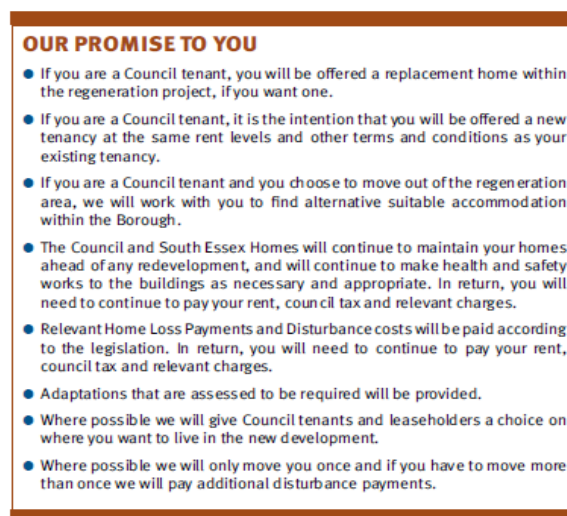 OUR PROMISE TO YOU
● If you are a Council tenant, you will be offered a replacement home within
the regeneration project, if you want one.
● If you are a Council tenant, it is the intention that you will be offered a new
tenancy at the same rent levels and other terms and conditions as your
existing tenancy.
● If you are a Council tenant and you choose to move out of the regeneration
area, we will work with you to find alternative suitable accommodation
within the Borough.
● The Council and South Essex Homes will continue to maintain your homes
ahead of any redevelopment, and will continue to make health and safety
works to the buildings as necessary and appropriate. In return, you will
need to continue to pay your rent, council tax and relevant charges.
● Relevant Home Loss Payments and Disturbance costs will be paid according
to the legislation. In return, you will need to continue to pay your rent,
council tax and relevant charges.
● Adaptations that are assessed to be required will be provided.
● Where possible we will give Council tenants and leaseholders a choice on
where you want to live in the new development.
● Where possible we will only move you once and if you have to move more
than once we will pay additional disturbance payments.